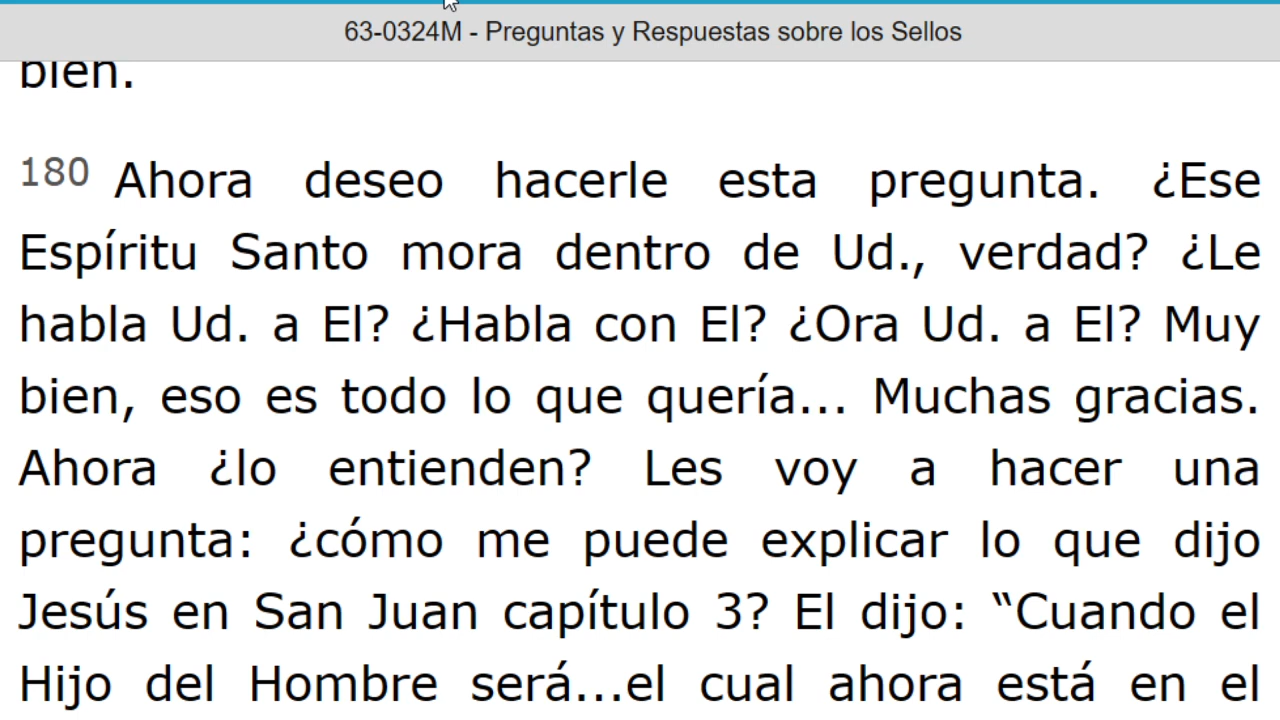 63-0324M - Preguntas y Respuestas sobre los Sellos
bien.
180 Ahora deseo hacerle esta pregunta. ¿Ese
Espíritu Santo mora dentro de Ud., verdad? ¿Le
habla Ud. a El? ¿Habla con El? ¿Ora Ud. a El? Muy
bien, eso es todo lo que quería... Muchas gracias.
Ahora ¿lo entienden? Les voy a hacer una
pregunta: ¿cómo me puede explicar lo que dijo
Jesús en San Juan capítulo 3? El dijo: “Cuando el
Hijo del Hombre será...el cual ahora está en el